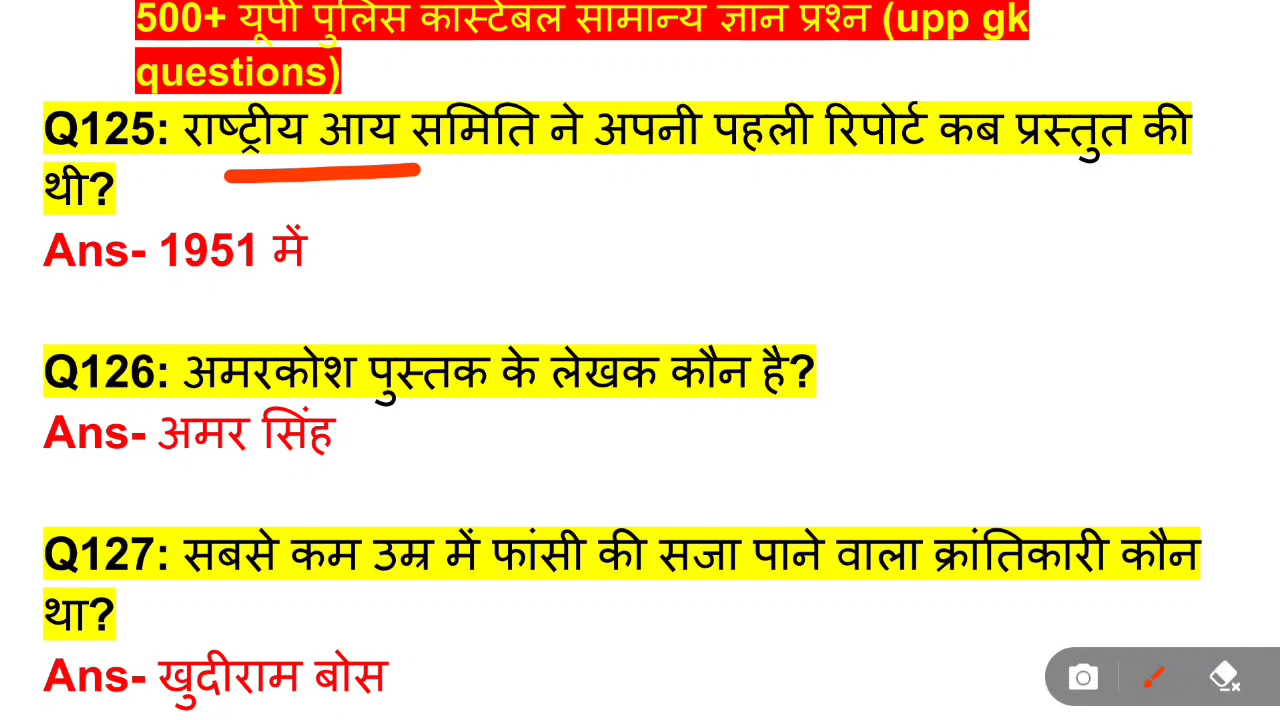 500+ यूपी पुलिस कास्टेबल सामान्य ज्ञान प्रश्न (upp gk
questions)
Q125: राष्ट्रीय आय समिति ने अपनी पहली रिपोर्ट कब प्रस्तुत की
थी?
Ans- 1951 में
Q126: अमरकोश पुस्तक के लेखक कौन है?
Ans- अमर सिंह
Q127: सबसे कम उम्र में फांसी की सजा पाने वाला क्रांतिकारी कौन
था?
Ans- खुदीराम बोस